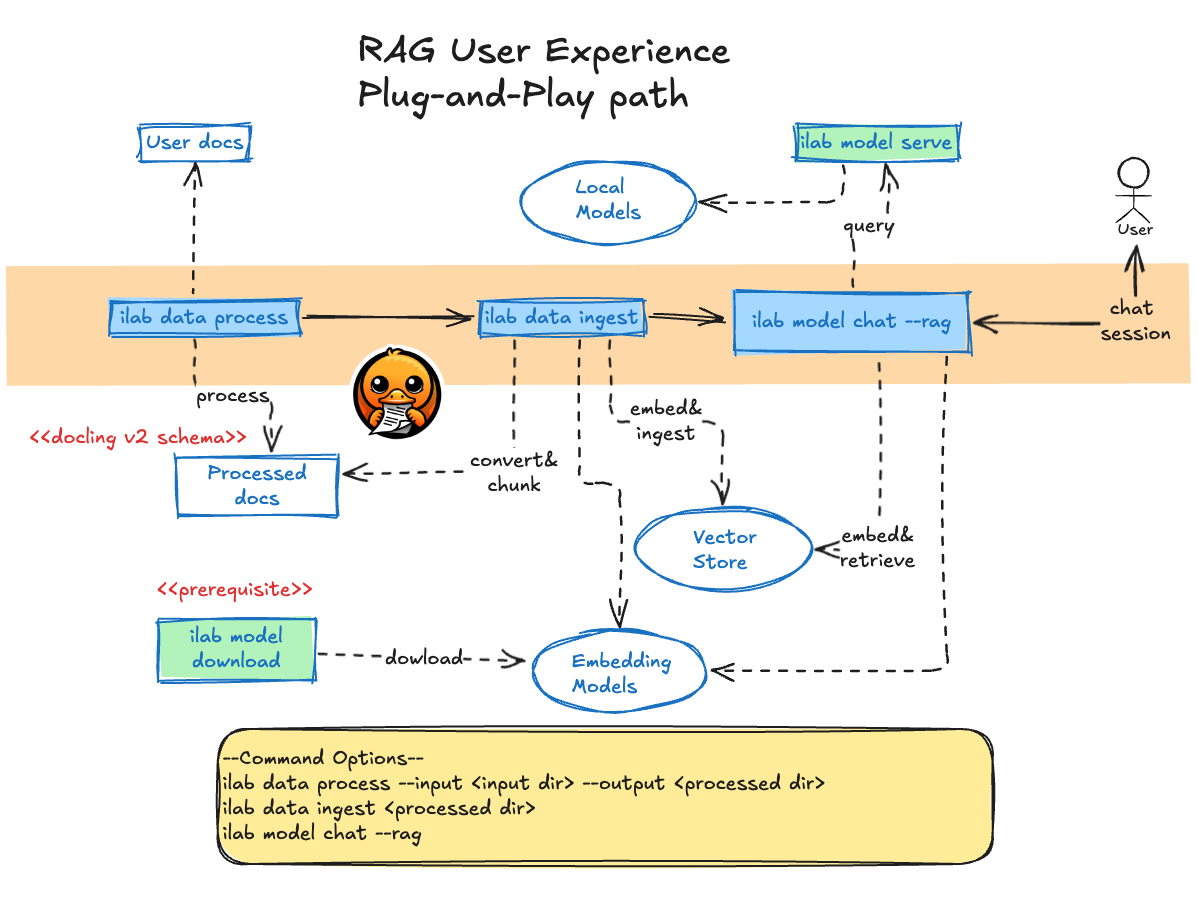 RAG User Experience
Plug-and-Play path
User docs
ilab model serve
Local
Models
query
User
ilab data process
ilab data ingest
ilab model chat --rag
chat
session
process
embed&
ingest
<<docling v2 schema>>
convert&
chunk
Processed
docs
Vector
Store
embed&
retrieve
<<prerequisite>>
ilab model
download
dowload
Embedding
Models
--Command Options--
ilab data process --input <input dir> --output <processed dir>
ilab data ingest <processed dir>
ilab model chat --rag